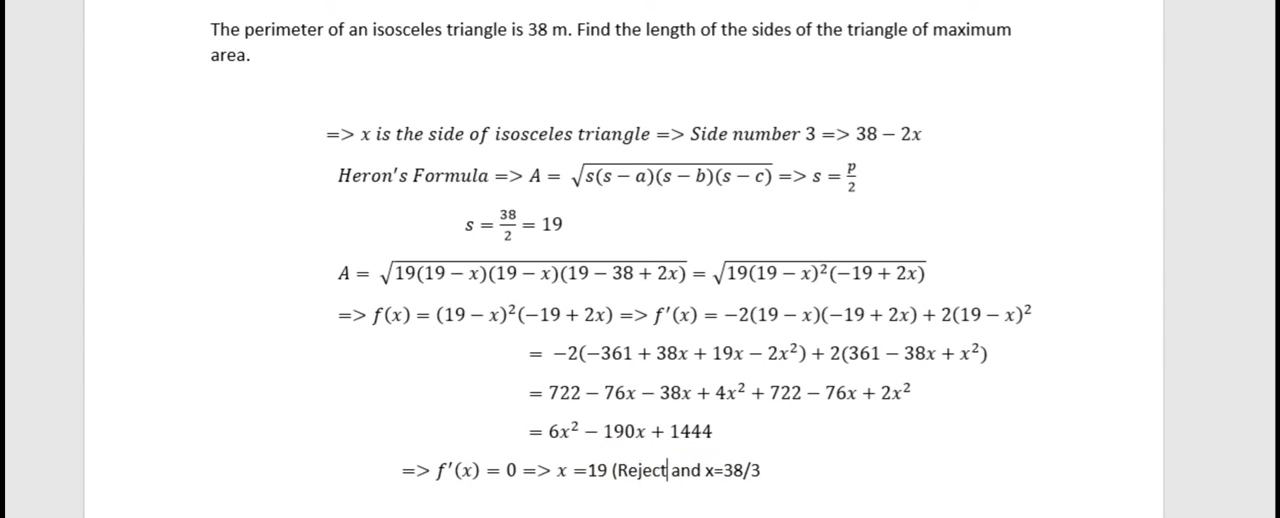 The perimeter of an isosceles triangle is 38 m. Find the length of the sides of the triangle of maximum
area.
=> x is the side of isosceles triangle => Side number 3 => 38 − 2x
Heron's Formula => A = √(s(s − a)(s − b)(s − c)) => s = p/2
s = 38/2 = 19
A = √(19(19 − x)(19 − x)(19 − 38 + 2x)) = √(19(19 − x)²(−19 + 2x))
=> f(x) = (19 − x)²(−19 + 2x) => f'(x) = −2(19 − x)(−19 + 2x) + 2(19 − x)²
= −2(−361 + 38x + 19x − 2x²) + 2(361 − 38x + x²)
= 722 − 76x − 38x + 4x² + 722 − 76x + 2x²
= 6x² − 190x + 1444
=> f'(x) = 0 => x =19 (Reject and x=38/3